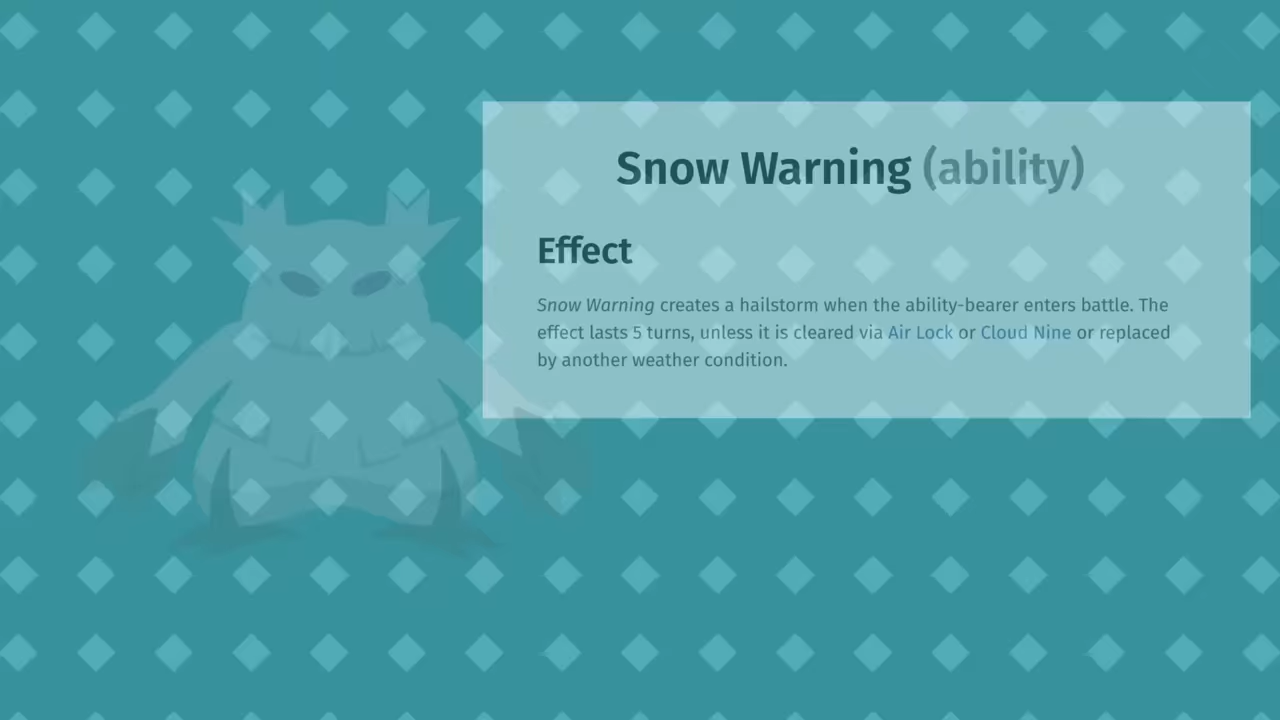 Snow Warning (ability)
Effect
Snow Warning creates a hailstorm when the ability-bearer enters battle. The
effect lasts 5 turns, unless it is cleared via Air Lock or Cloud Nine or replaced
by another weather condition.